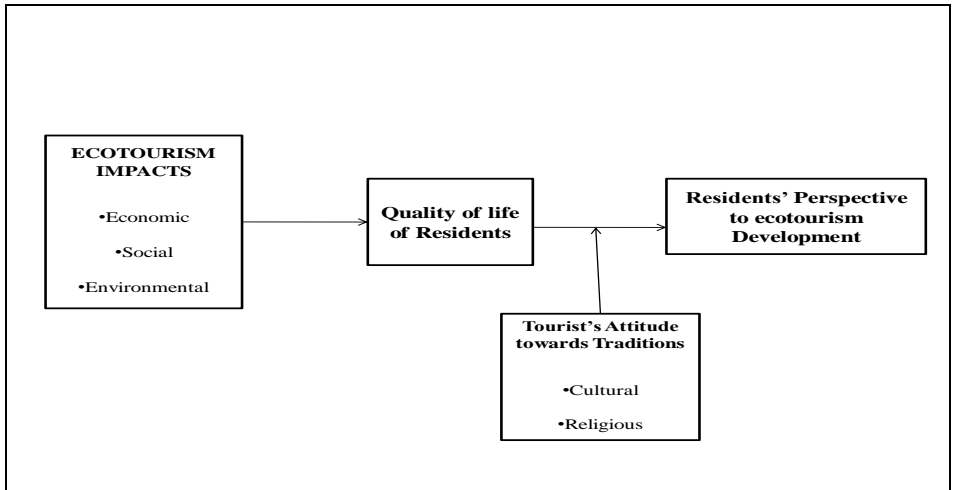 ECOTOURISM
IMPACTS
•Economic
•Social
•Environmental
Quality of life
of Residents
Residents’ Perspective
to ecotourism
Development
Tourist’s Attitude
towards Traditions
•Cultural
•Religious